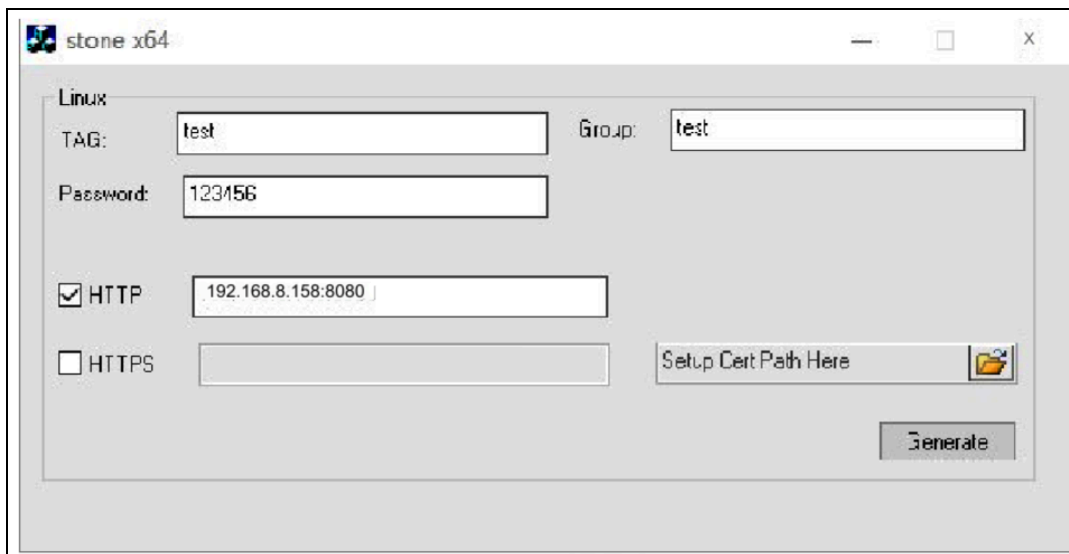 stone x64
Linux
TAG: test Group: test
Password: 123456
HTTP 192.168.8.158:8080
HTTPS Setup Cert Path Here
Generate